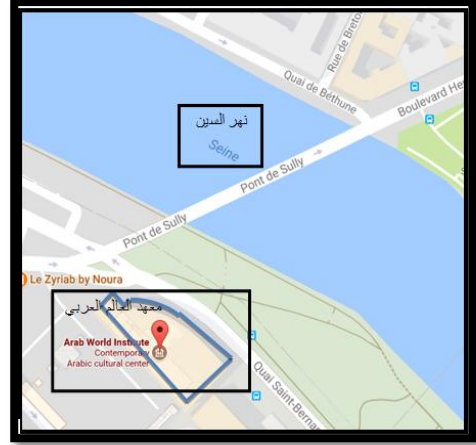 Rue de Breto
Quai de Béthune
Boulevard He
نهر السين
Seine
Pont de Sully
Pont de Sully
Le Zyriab by Noura
معهد العالم العربي
Arab World Institute
Contemporary
Arabic cultural center
Quai Saint-Bernar